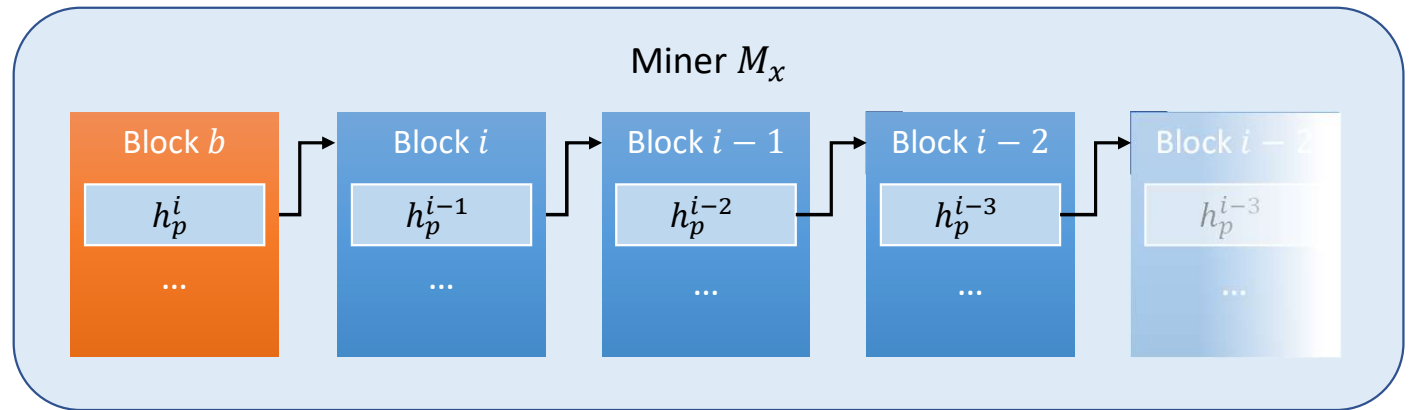 Miner $M_x$
Block $b$
$h_p^i$
...
Block $i$
$h_p^{i-1}$
...
Block $i-1$
$h_p^{i-2}$
...
Block $i-2$
$h_p^{i-3}$
...
Block $i-2$
$h_p^{i-3}$
...